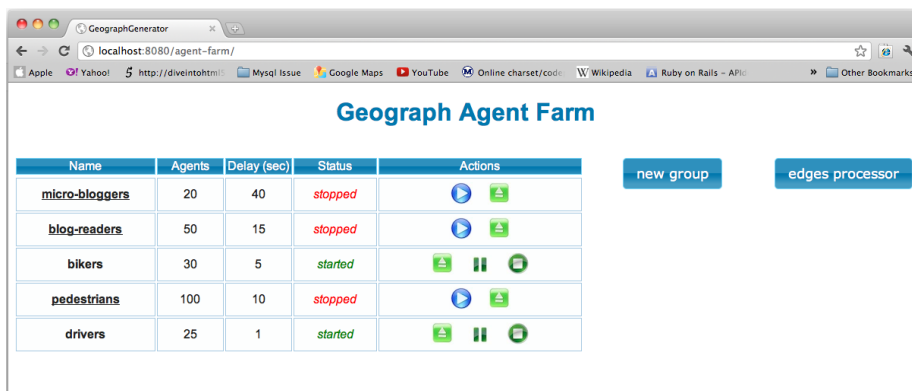 GeographGenerator
localhost:8080/agent-farm/
Apple Yahoo! http://diveintohtml5 Mysql Issue Google Maps YouTube Online charset/code Wikipedia Ruby on Rails – APId » Other Bookmarks
Geograph Agent Farm
Name Agents Delay (sec) Status Actions new group edges processor
micro-bloggers 20 40 stopped
blog-readers 50 15 stopped
bikers 30 5 started
pedestrians 100 10 stopped
drivers 25 1 started